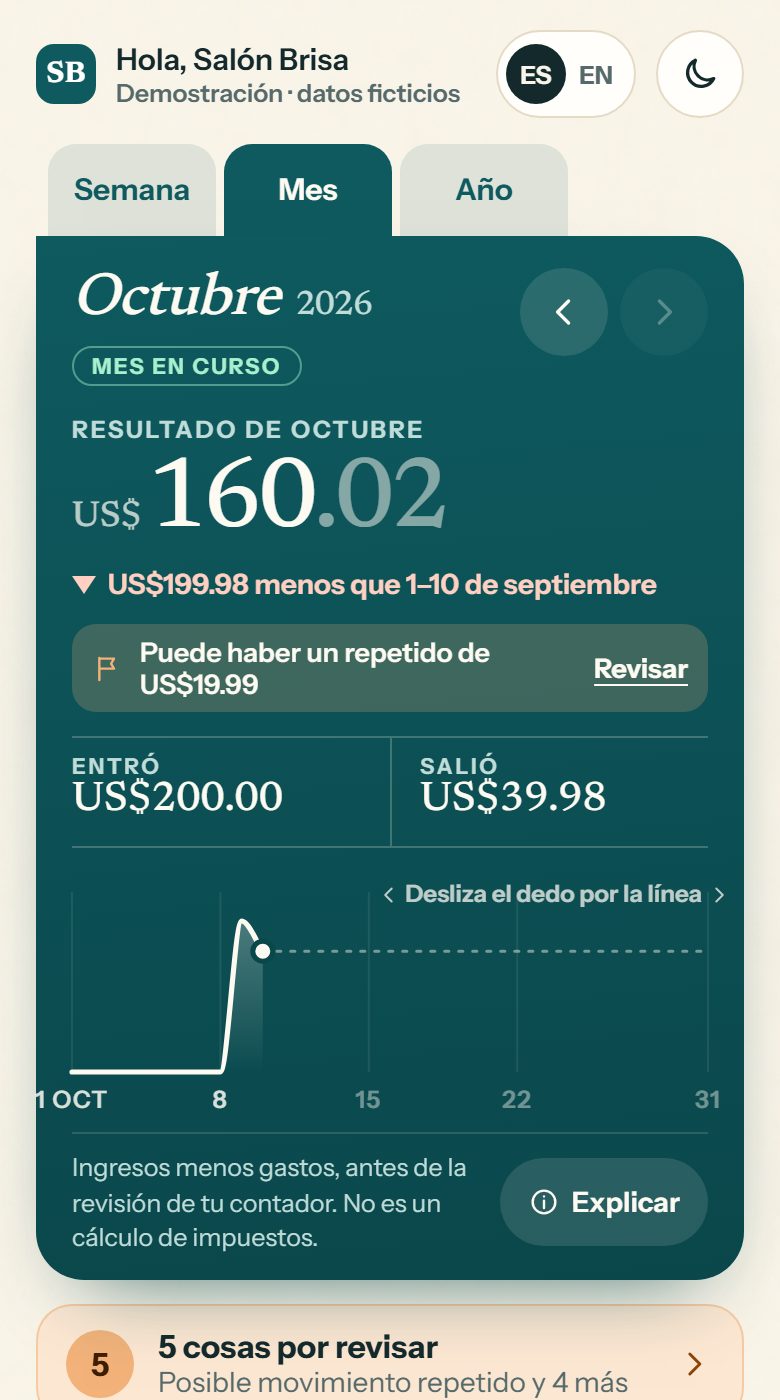 SB
Hola, Salón Brisa
Demostración · datos ficticios
ES
EN
Semana
Mes
Año
Octubre 2026
MES EN CURSO
RESULTADO DE OCTUBRE
US$ 160.02
US$199.98 menos que 1–10 de septiembre
Puede haber un repetido de
US$19.99
Revisar
ENTRÓ
US$200.00
SALIÓ
US$39.98
Desliza el dedo por la línea
1 OCT
8
15
22
31
Ingresos menos gastos, antes de la
revisión de tu contador. No es un
cálculo de impuestos.
Explicar
5
5 cosas por revisar
Posible movimiento repetido y 4 más